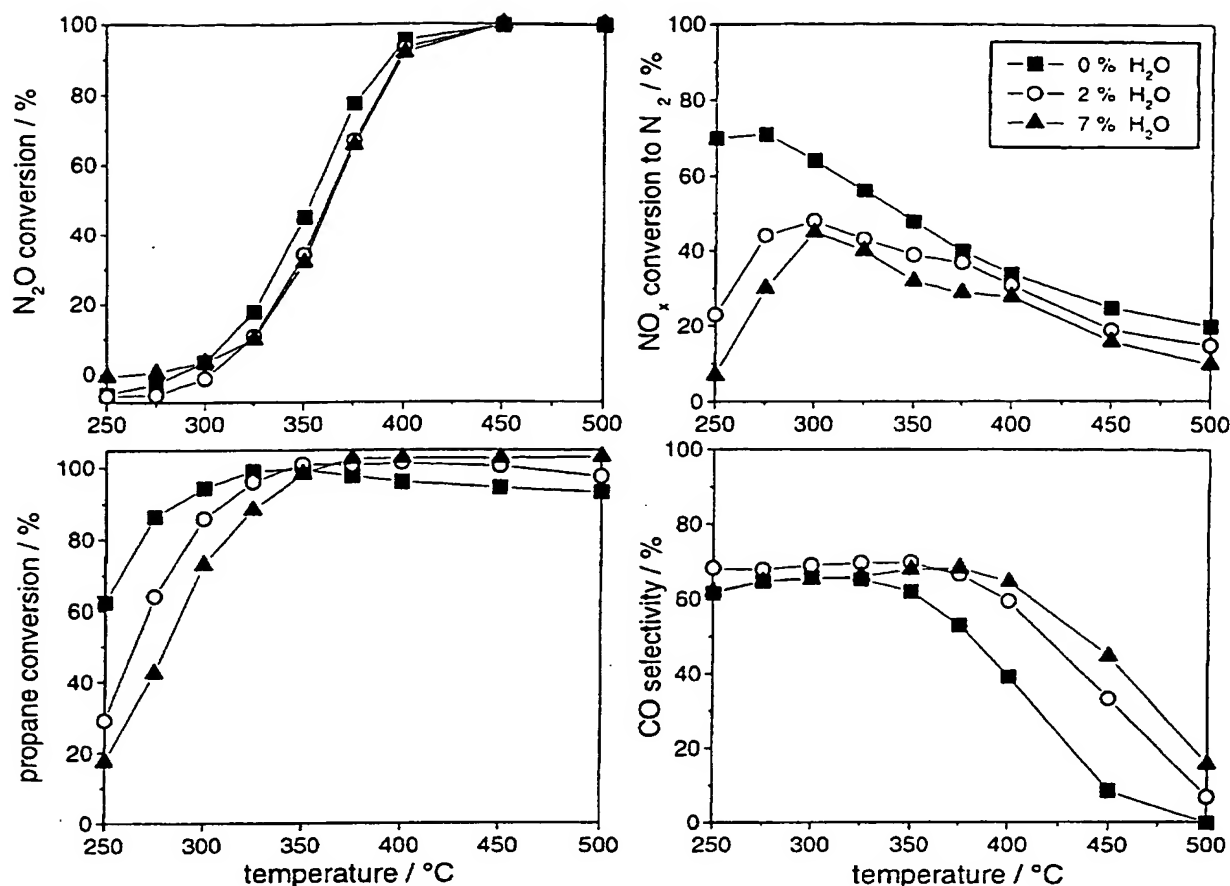 N₂O conversion / %
100
80
60
40
20
0
250 300 350 400 450 500
NOₓ conversion to N₂ / %
100
80
60
40
20
0
250 300 350 400 450 500
0 % H₂O
2 % H₂O
7 % H₂O
propane conversion / %
100
80
60
40
20
0
250 300 350 400 450 500
temperature / °C
CO selectivity / %
100
80
60
40
20
0
250 300 350 400 450 500
temperature / °C